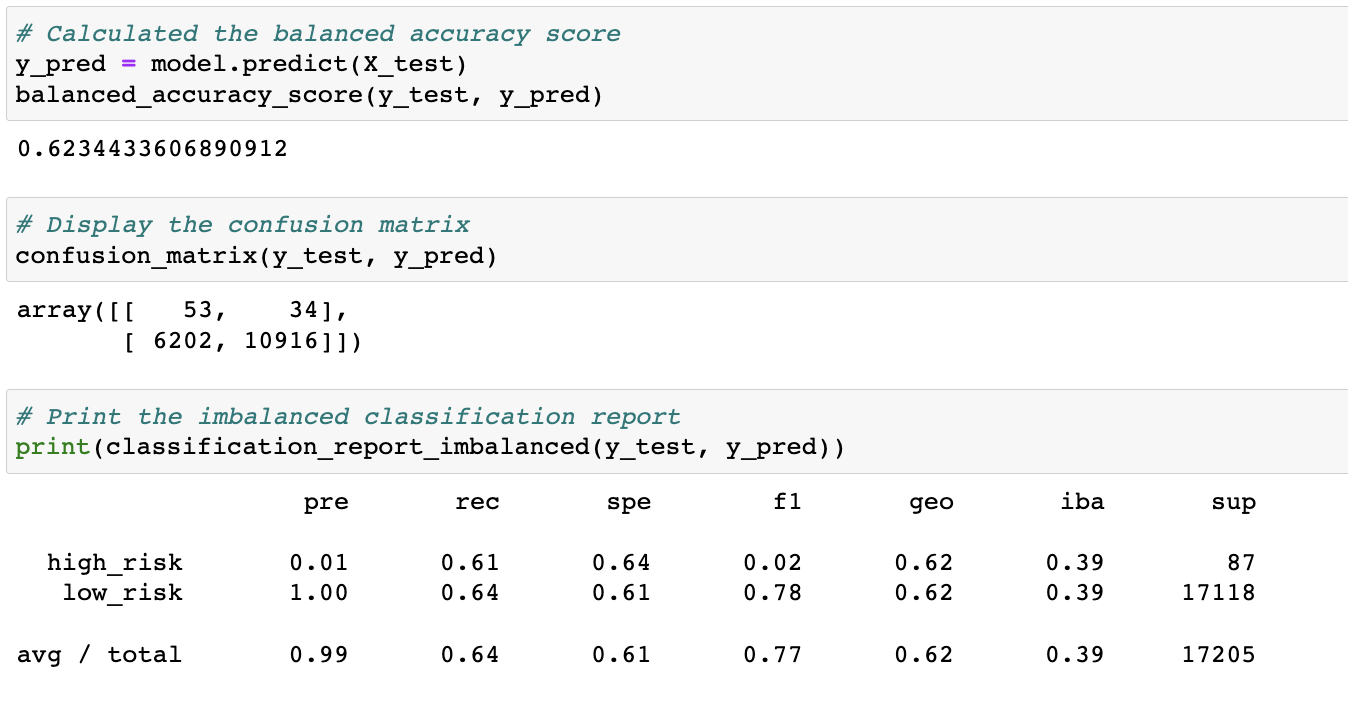 # Calculated the balanced accuracy score
y_pred = model.predict(X_test)
balanced_accuracy_score(y_test, y_pred)
0.6234433606890912
# Display the confusion matrix
confusion_matrix(y_test, y_pred)
array([[   53,    34],
       [ 6202, 10916]])
# Print the imbalanced classification report
print(classification_report_imbalanced(y_test, y_pred))
                   pre       rec       spe        f1       geo       iba       sup
  high_risk       0.01      0.61      0.64      0.02      0.62      0.39        87
   low_risk       1.00      0.64      0.61      0.78      0.62      0.39     17118
avg / total       0.99      0.64      0.61      0.77      0.62      0.39     17205